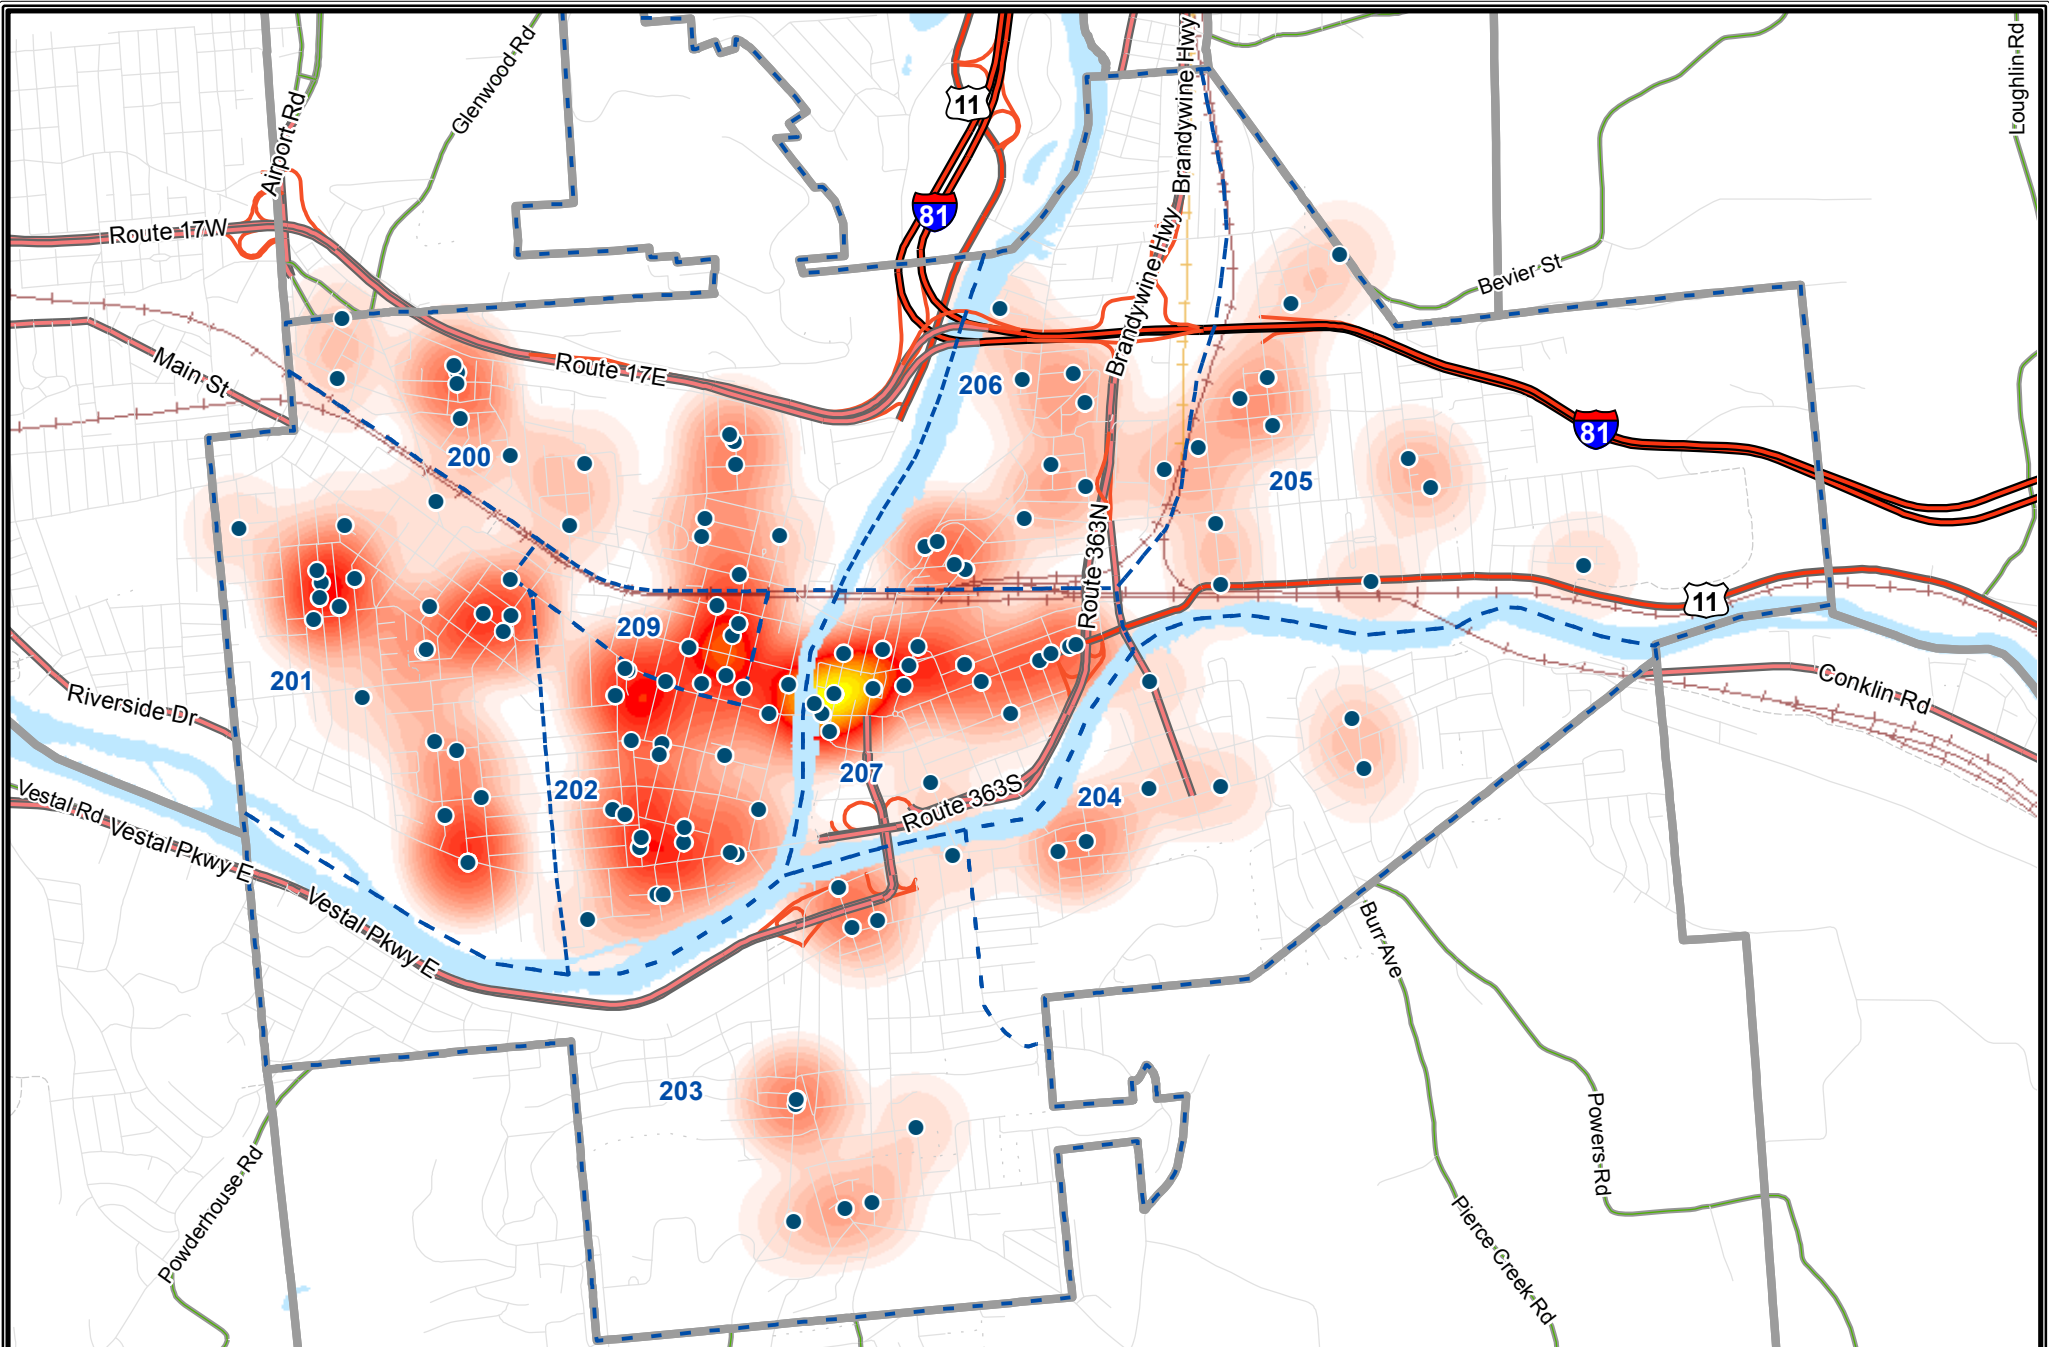 Glenwood Rd
Brandywine Hwy
Loughlin Rd
11
Airport Rd
Brandywine Hwy
81
Route 17W
Brandywine Hwy
Bevier St
Main St
Route 17E
206
81
200
205
Route 363N
11
209
201
Riverside Dr
Conklin Rd
207
202
Route 363S
204
Vestal Rd
Vestal Pkwy E
Vestal Pkwy E
Burr Ave
203
Powers Rd
Powderhouse Rd
Pierce Creek Rd